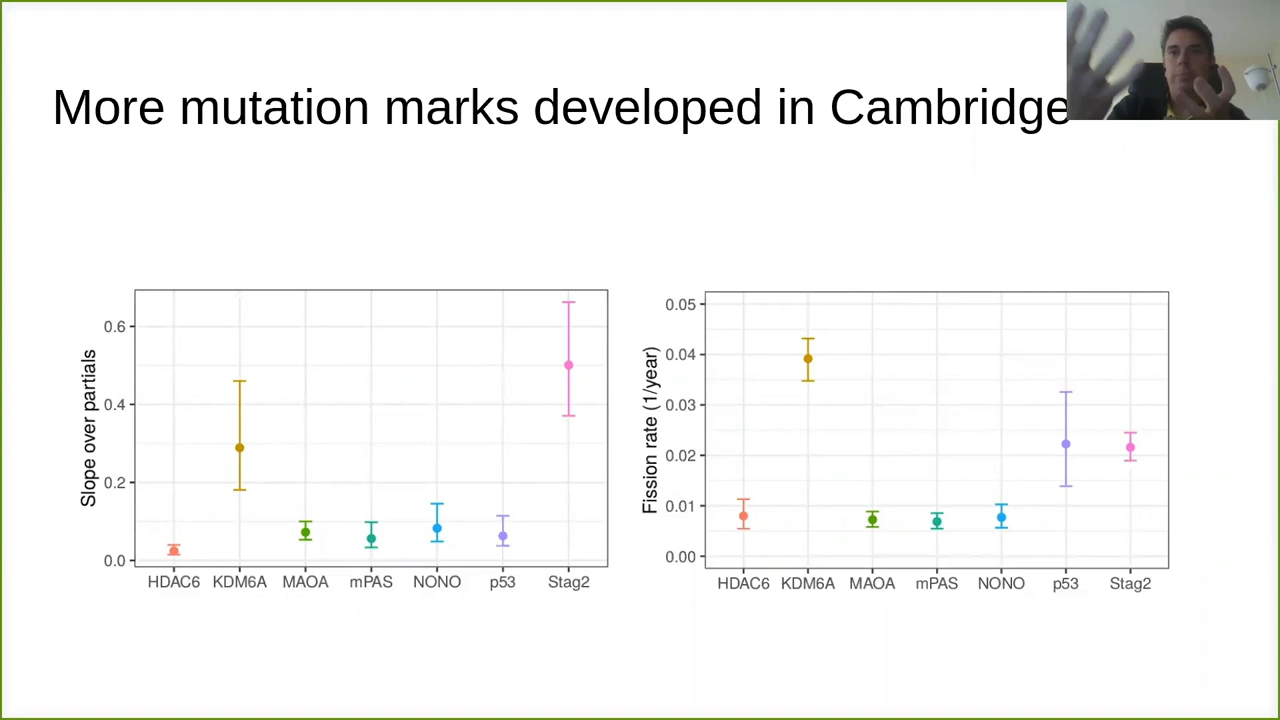 More mutation marks developed in Cambridge
Slope over partials
0.6
0.4
0.2
0.0
HDAC6 KDM6A MAOA mPAS NONO p53 Stag2
Fission rate (1/year)
0.05
0.04
0.03
0.02
0.01
0.00
HDAC6 KDM6A MAOA mPAS NONO p53 Stag2